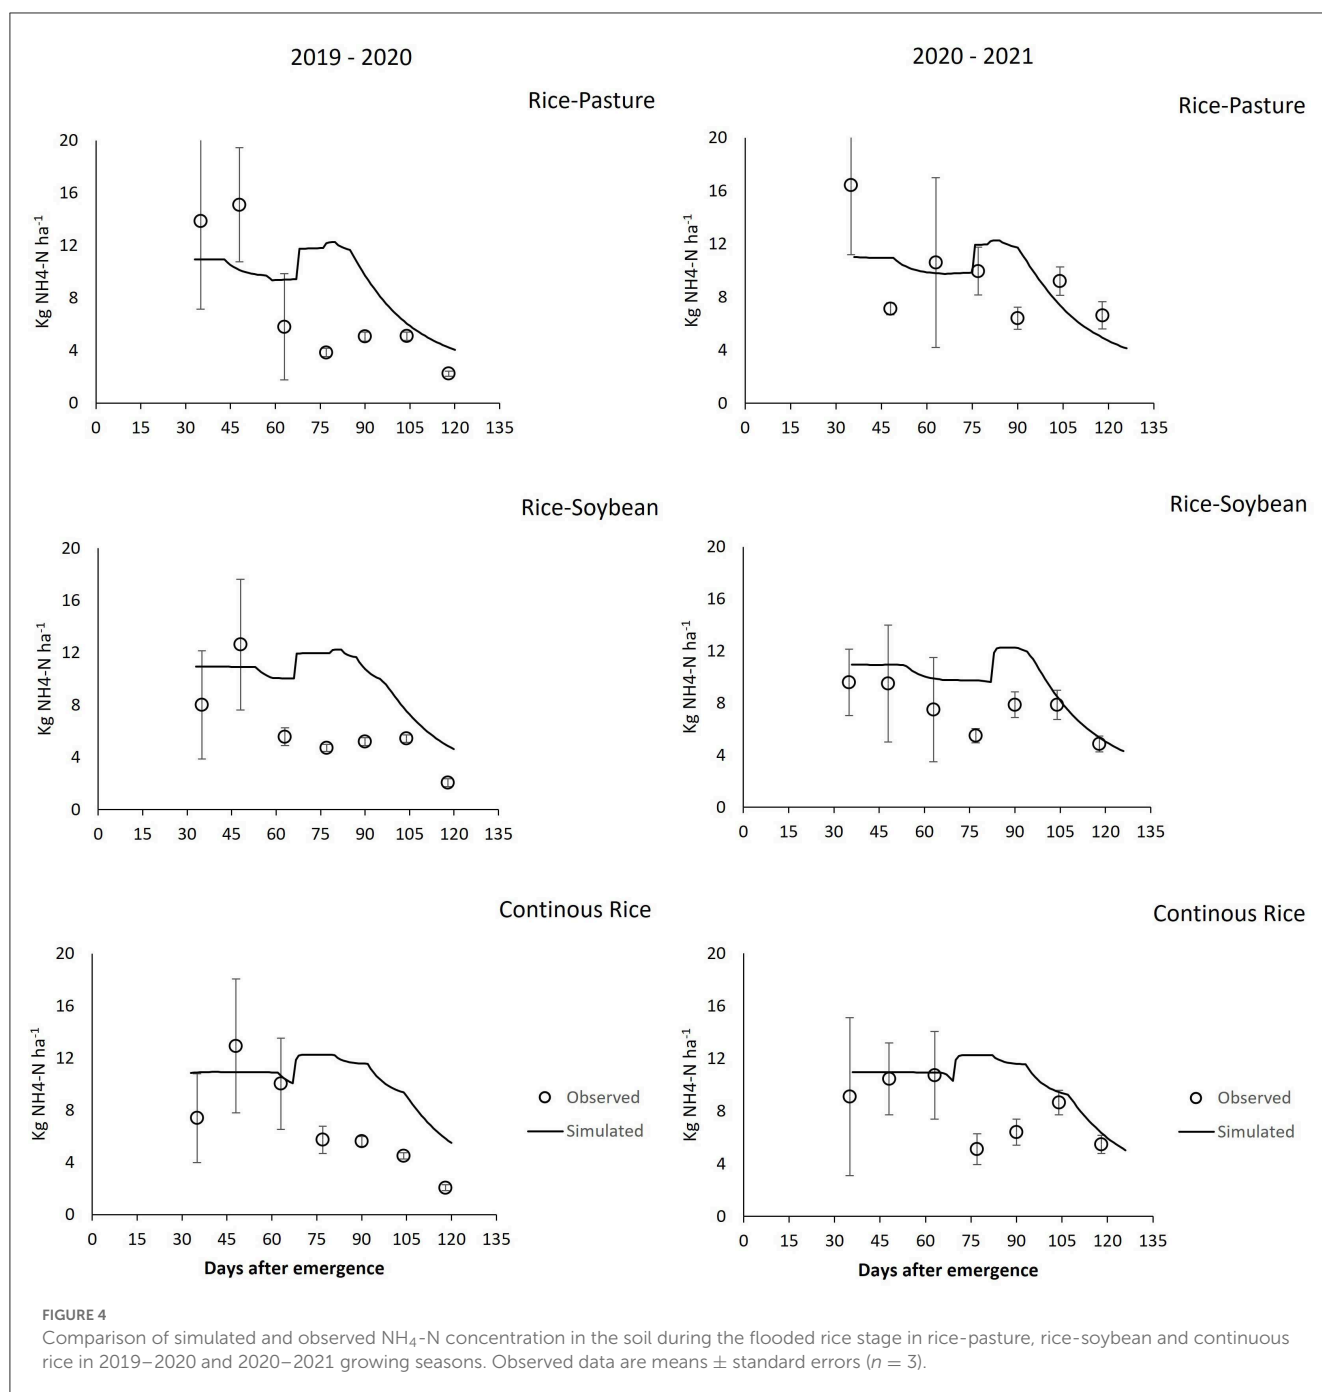 2019 - 2020
2020 - 2021
Rice-Pasture
Rice-Pasture
Kg NH4-N ha-1
20
16
12
8
4
0
0 15 30 45 60 75 90 105 120 135
Kg NH4-N ha-1
20
16
12
8
4
0
0 15 30 45 60 75 90 105 120 135
Rice-Soybean
Rice-Soybean
Kg NH4-N ha-1
20
16
12
8
4
0
0 15 30 45 60 75 90 105 120 135
Kg NH4-N ha-1
20
16
12
8
4
0
0 15 30 45 60 75 90 105 120 135
Continous Rice
Continous Rice
Kg NH4-N ha-1
20
16
12
8
4
0
0 15 30 45 60 75 90 105 120 135
Days after emergence
Observed
Simulated
Kg NH4-N ha-1
20
16
12
8
4
0
0 15 30 45 60 75 90 105 120 135
Days after emergence
Observed
Simulated
FIGURE 4
Comparison of simulated and observed NH4-N concentration in the soil during the flooded rice stage in rice-pasture, rice-soybean and continuous
rice in 2019–2020 and 2020–2021 growing seasons. Observed data are means ± standard errors (n = 3).